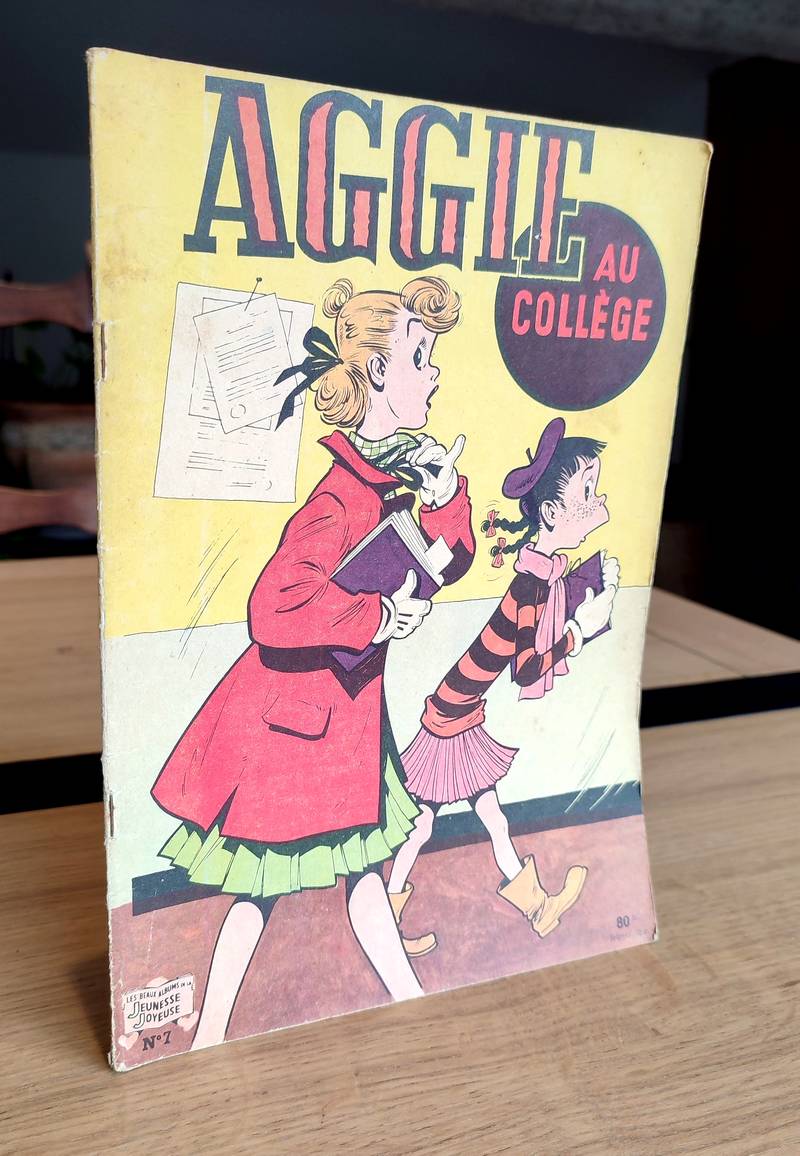 AGGIE
AU
COLLÈGE
80
LES BEAUX ALBUMS DE LA
JEUNESSE
JOYEUSE
N° 7